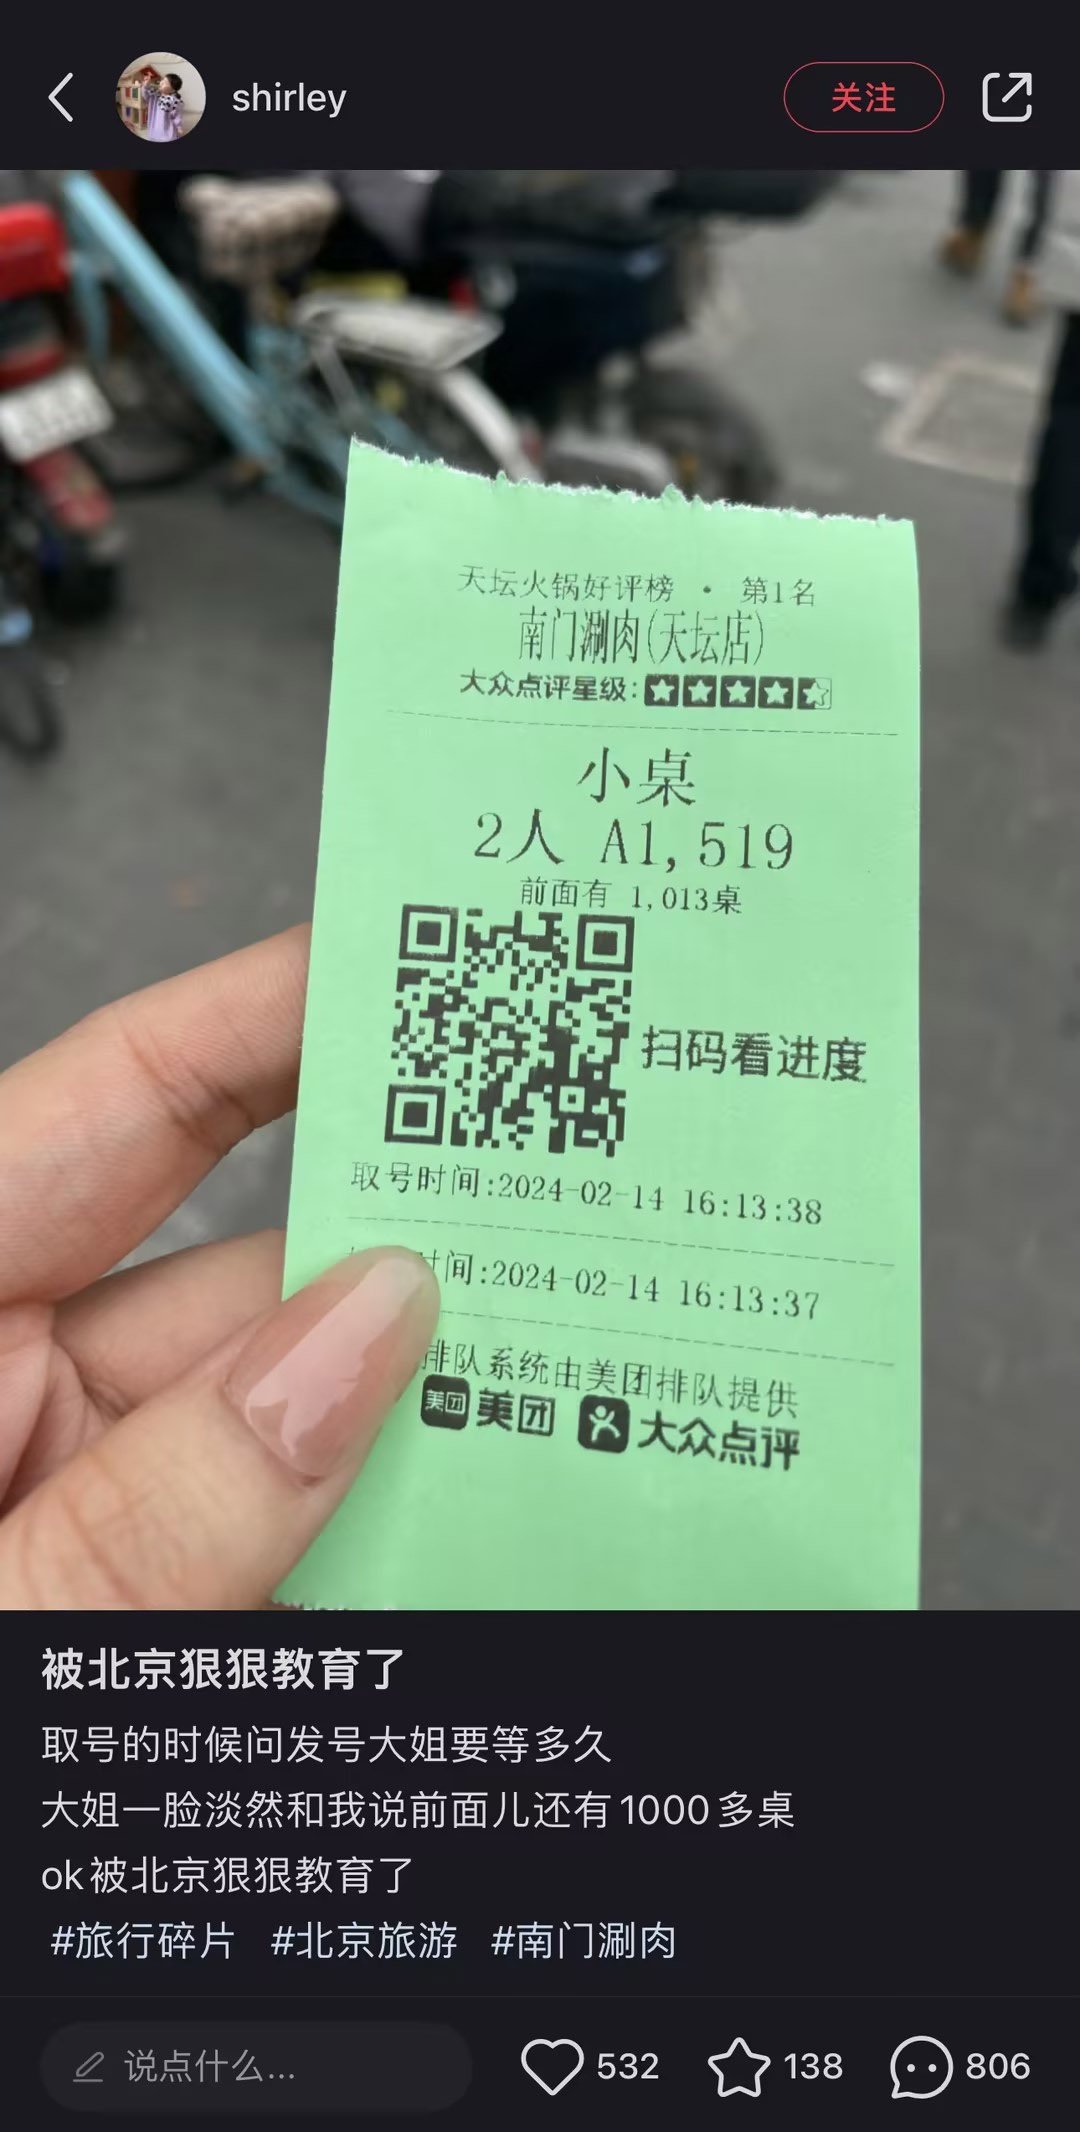 shirley
关注
天坛火锅好评榜 · 第1名
南门涮肉(天坛店)
大众点评星级:
小桌
2人 A1,519
前面有 1,013桌
扫码看进度
取号时间:2024-02-14 16:13:38
时间:2024-02-14 16:13:37
排队系统由美团排队提供
美团 美团 大众点评
被北京狠狠教育了
取号的时候问发号大姐要等多久
大姐一脸淡然和我说前面儿还有1000多桌
ok被北京狠狠教育了
#旅行碎片 #北京旅游 #南门涮肉
说点什么... 532 138 806